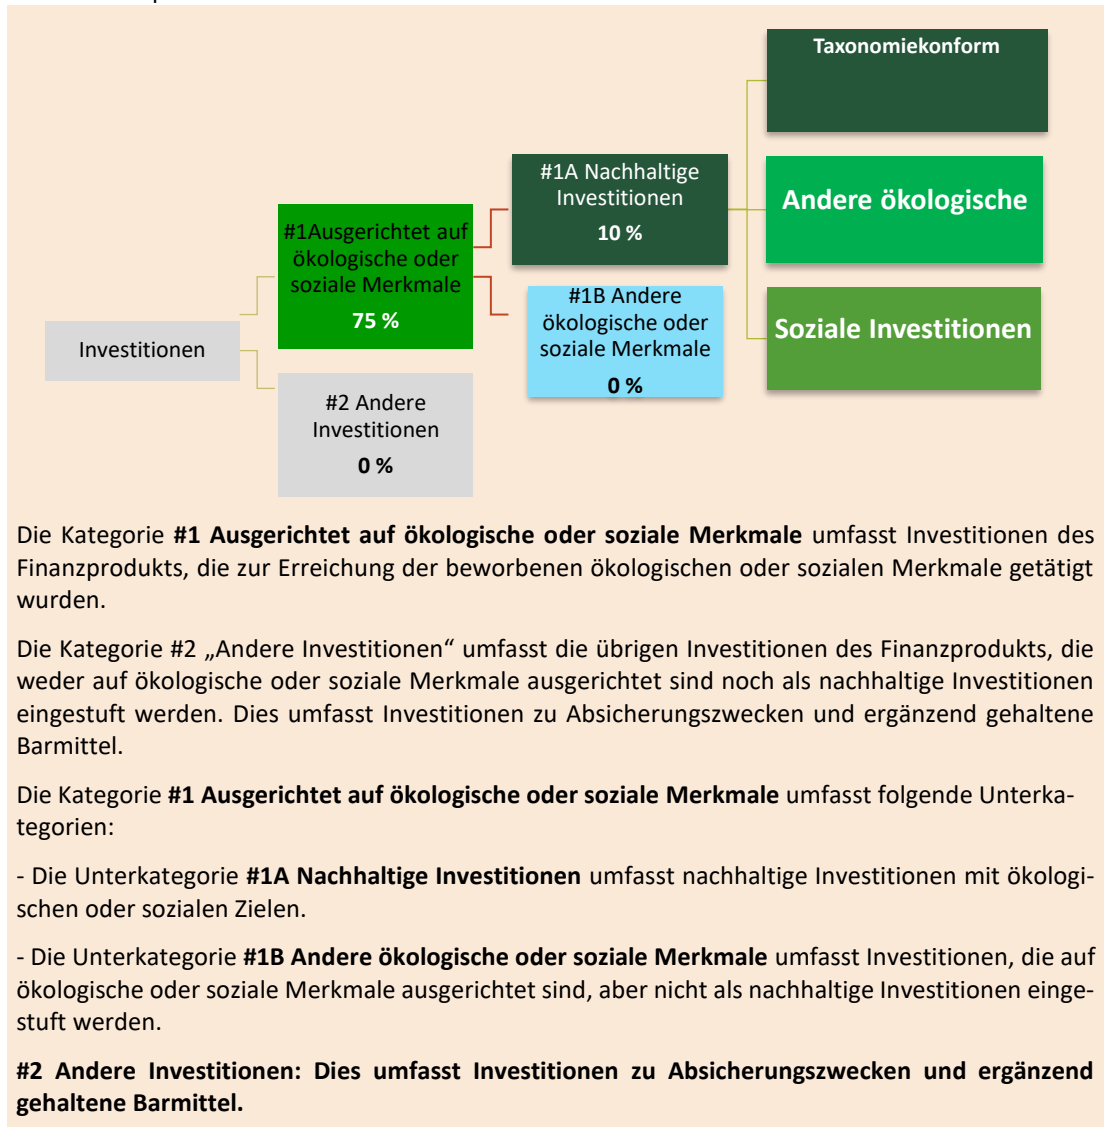 Taxonomiekonform
#1A Nachhaltige
Investitionen
10 %
Andere ökologische
#1Ausgerichtet auf
ökologische oder
soziale Merkmale
75 %
#1B Andere
ökologische oder
soziale Merkmale
0 %
Soziale Investitionen
Investitionen
#2 Andere
Investitionen
0 %
Die Kategorie #1 Ausgerichtet auf ökologische oder soziale Merkmale umfasst Investitionen des
Finanzprodukts, die zur Erreichung der beworbenen ökologischen oder sozialen Merkmale getätigt
wurden.
Die Kategorie #2 „Andere Investitionen“ umfasst die übrigen Investitionen des Finanzprodukts, die
weder auf ökologische oder soziale Merkmale ausgerichtet sind noch als nachhaltige Investitionen
eingestuft werden. Dies umfasst Investitionen zu Absicherungszwecken und ergänzend gehaltene
Barmittel.
Die Kategorie #1 Ausgerichtet auf ökologische oder soziale Merkmale umfasst folgende Unterka-
tegorien:
- Die Unterkategorie #1A Nachhaltige Investitionen umfasst nachhaltige Investitionen mit ökologi-
schen oder sozialen Zielen.
- Die Unterkategorie #1B Andere ökologische oder soziale Merkmale umfasst Investitionen, die auf
ökologische oder soziale Merkmale ausgerichtet sind, aber nicht als nachhaltige Investitionen einge-
stuft werden.
#2 Andere Investitionen: Dies umfasst Investitionen zu Absicherungszwecken und ergänzend
gehaltene Barmittel.